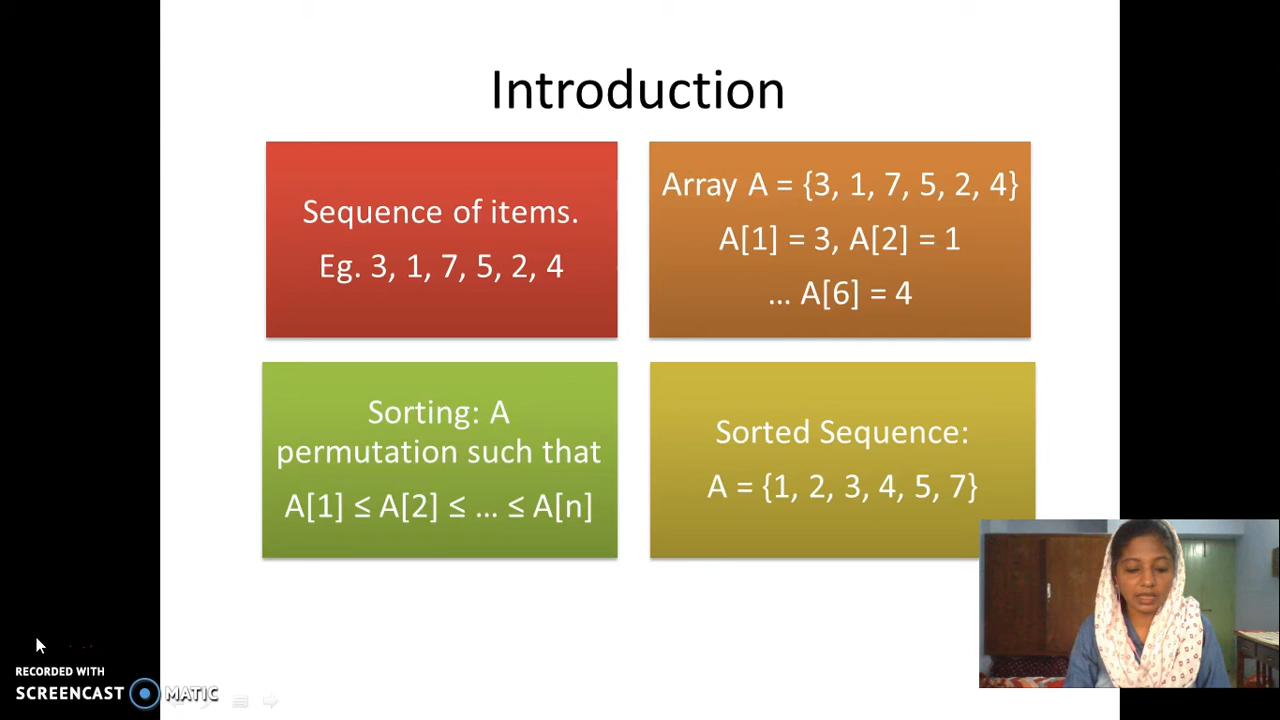 Introduction
Sequence of items.
Eg. 3, 1, 7, 5, 2, 4
Array A = {3, 1, 7, 5, 2, 4}
A[1] = 3, A[2] = 1
... A[6] = 4
Sorting: A
permutation such that
A[1] ≤ A[2] ≤ ... ≤ A[n]
Sorted Sequence:
A = {1, 2, 3, 4, 5, 7}
RECORDED WITH
SCREENCAST MATIC